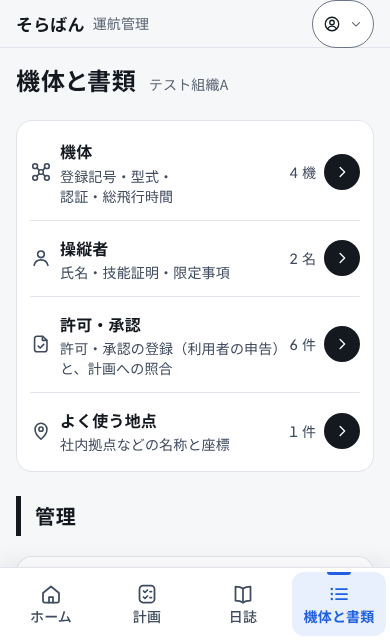 そらばん 運航管理
機体と書類 テスト組織A
機体
登録記号・型式・
認証・総飛行時間
4 機
操縦者
氏名・技能証明・限定事項
2 名
許可・承認
許可・承認の登録（利用者の申告）
と、計画への照合
6 件
よく使う地点
社内拠点などの名称と座標
1 件
管理
ホーム 計画 日誌 機体と書類